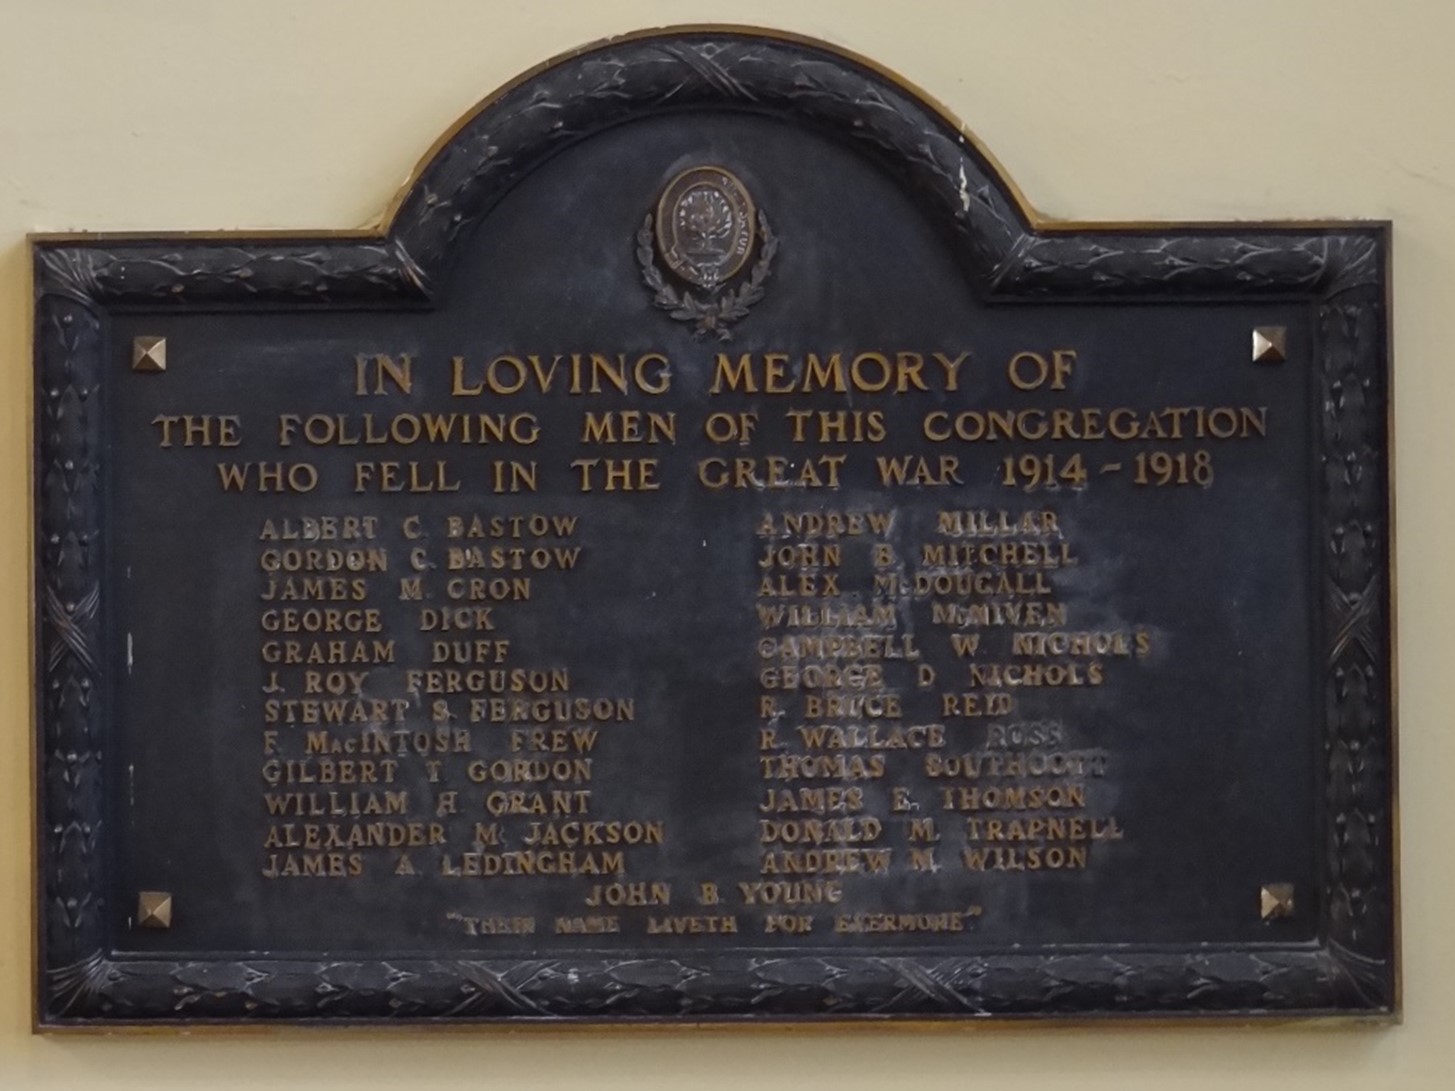 IN LOVING MEMORY OF
THE FOLLOWING MEN OF THIS CONGREGATION
WHO FELL IN THE GREAT WAR 1914 - 1918
ALBERT C. BASTOW
GORDON C. BASTOW
JAMES M. CRON
GEORGE DICK
GRAHAM DUFF
J. ROY FERGUSON
STEWART S. FERGUSON
F. MacINTOSH FREW
GILBERT T. GORDON
WILLIAM H. GRANT
ALEXANDER M. JACKSON
JAMES A. LEDINGHAM
ANDREW MILLAR
JOHN B. MITCHELL
ALEX McDOUGALL
WILLIAM McNIVEN
CAMPBELL W. NICHOLS
GEORGE D. NICHOLS
R. BRUCE REID
R. WALLACE ROSS
THOMAS SOUTHCOTT
JAMES E. THOMSON
DONALD M. TRAPNELL
ANDREW M. WILSON
JOHN B. YOUNG
"THEIR NAME LIVETH FOR EVERMORE"